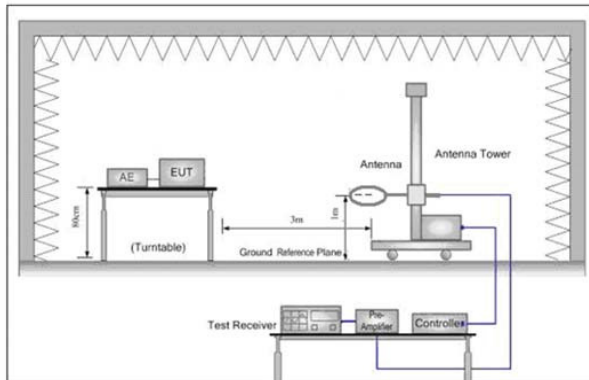 Antenna
Antenna Tower
AE
EUT
80cm
(Turntable)
3m
1m
Ground Reference Plane
Test Receiver
Pre-
Amplifier
Controller